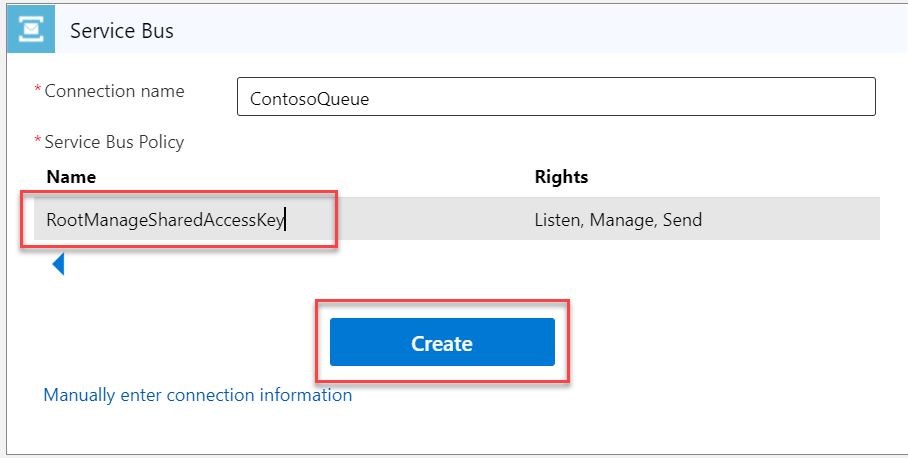 Service Bus
*Connection name
ContosoQueue
*Service Bus Policy
Name Rights
RootManageSharedAccessKey Listen, Manage, Send
Create
Manually enter connection information